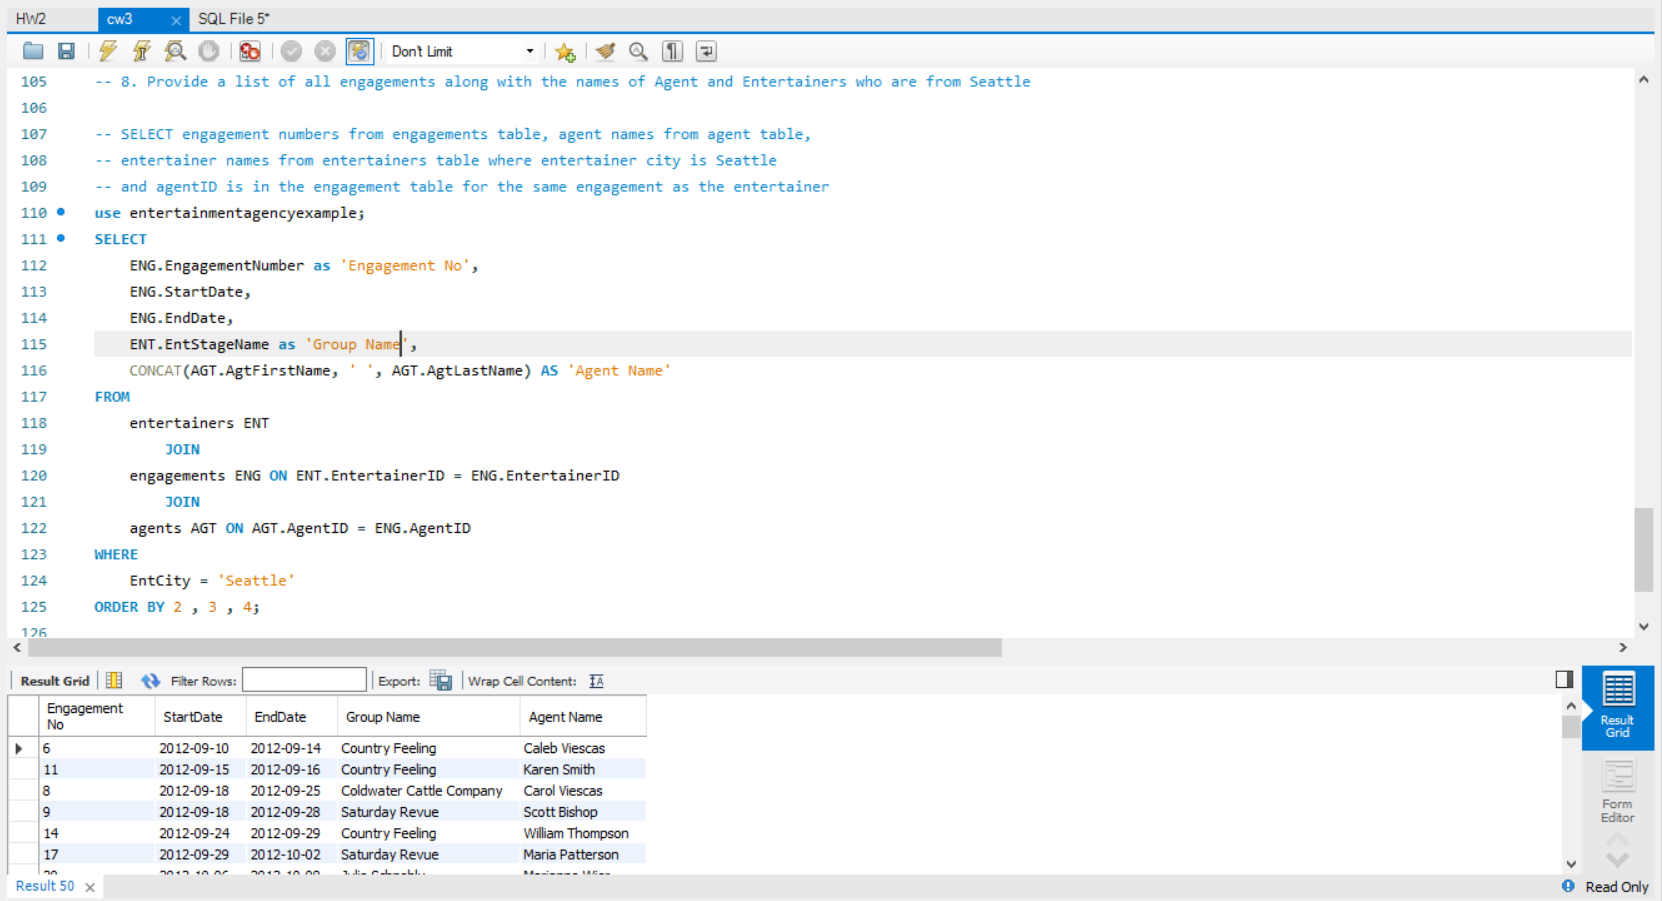 HW2 cw3 SQL File 5*
Don't Limit
105 -- 8. Provide a list of all engagements along with the names of Agent and Entertainers who are from Seattle
106
107 -- SELECT engagement numbers from engagements table, agent names from agent table,
108 -- entertainer names from entertainers table where entertainer city is Seattle
109 -- and agentID is in the engagement table for the same engagement as the entertainer
110 use entertainmentagencyexample;
111 SELECT
112 ENG.EngagementNumber as 'Engagement No',
113 ENG.StartDate,
114 ENG.EndDate,
115 ENT.EntStageName as 'Group Name',
116 CONCAT(AGT.AgtFirstName, ' ', AGT.AgtLastName) AS 'Agent Name'
117 FROM
118 entertainers ENT
119 JOIN
120 engagements ENG ON ENT.EntertainerID = ENG.EntertainerID
121 JOIN
122 agents AGT ON AGT.AgentID = ENG.AgentID
123 WHERE
124 EntCity = 'Seattle'
125 ORDER BY 2 , 3 , 4;
126
Result Grid Filter Rows: Export: Wrap Cell Content:
Engagement No StartDate EndDate Group Name Agent Name
6 2012-09-10 2012-09-14 Country Feeling Caleb Viescas
11 2012-09-15 2012-09-16 Country Feeling Karen Smith
8 2012-09-18 2012-09-25 Coldwater Cattle Company Carol Viescas
9 2012-09-18 2012-09-28 Saturday Revue Scott Bishop
14 2012-09-24 2012-09-29 Country Feeling William Thompson
17 2012-09-29 2012-10-02 Saturday Revue Maria Patterson
Result Grid
Form Editor
Result 50
Read Only